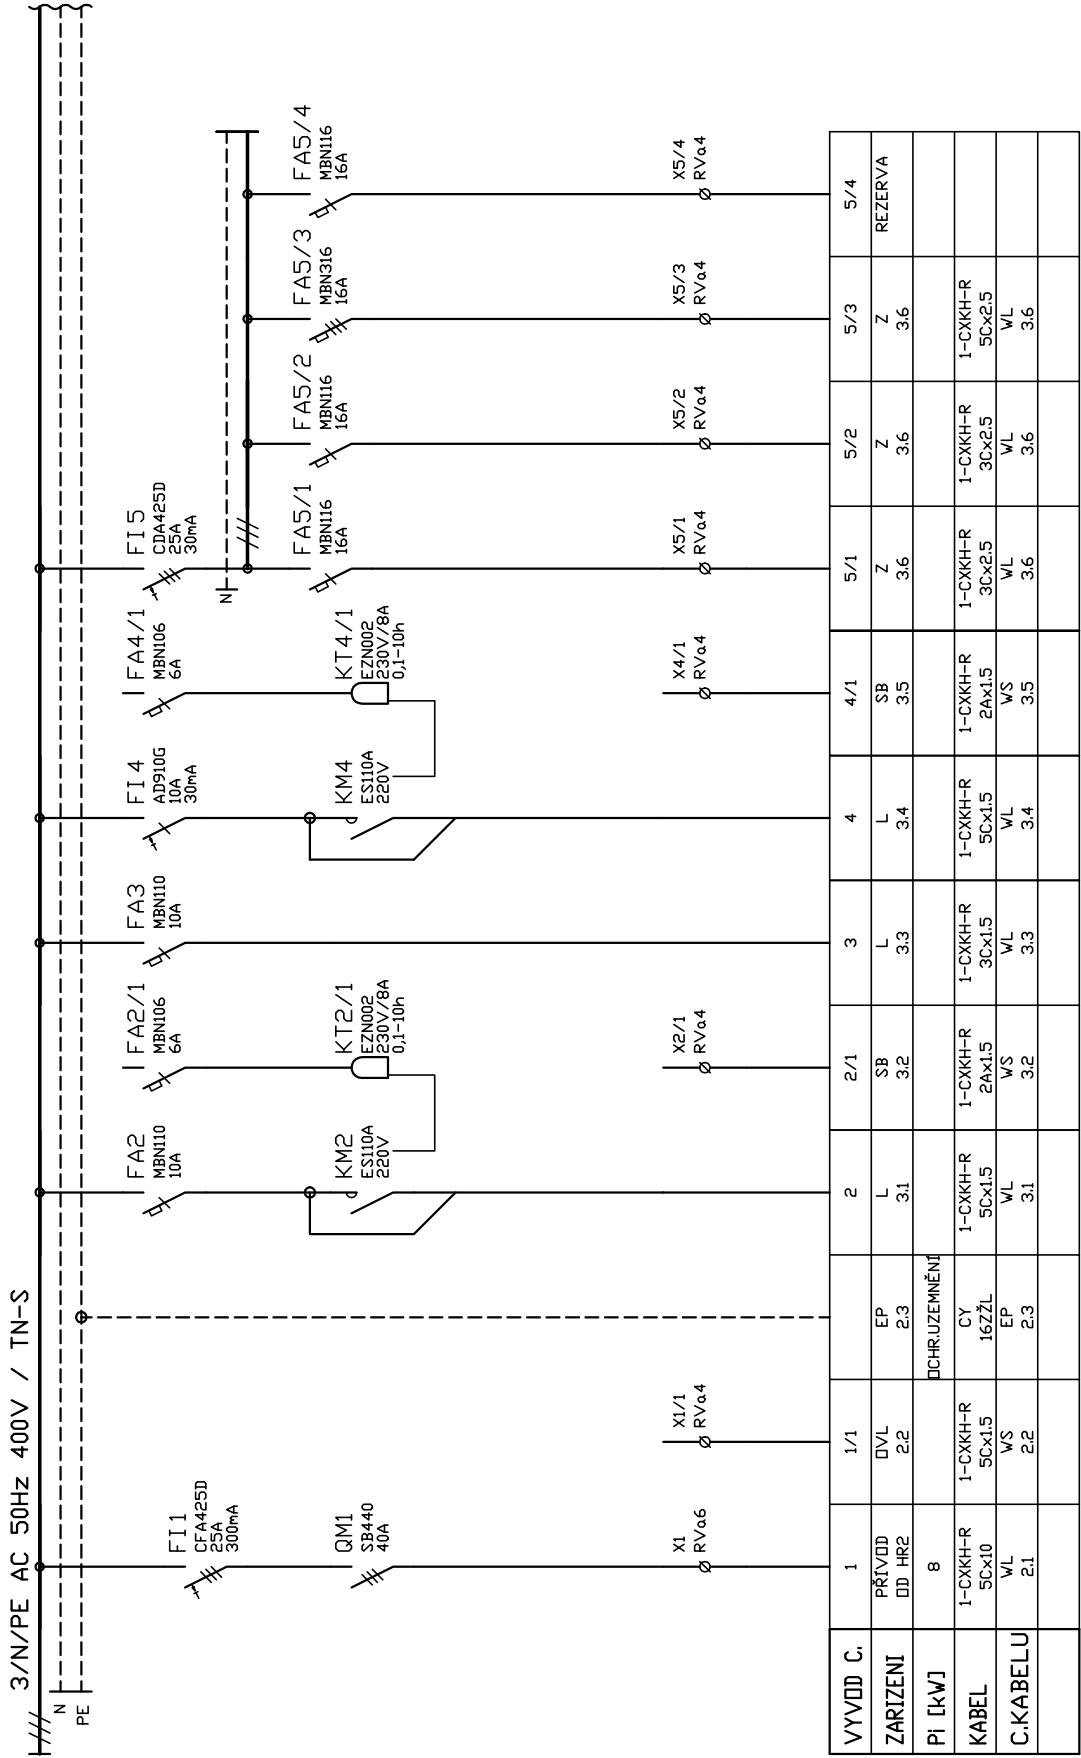 3/N/PE AC 50Hz 400V / TN-S
N
PE
FI1
CFA425D
25A
300mA
QM1
SB440
40A
X1
RVa6
X1/1
RVa4
FA2
MBN110
10A
KM2
ES110A
220V
FA2/1
MBN106
6A
KT2/1
EZN002
230V/8A
0,1-10h
X2/1
RVa4
FA3
MBN110
10A
FI4
AD910G
10A
30mA
KM4
ES110A
220V
FA4/1
MBN106
6A
KT4/1
EZN002
230V/8A
0,1-10h
X4/1
RVa4
FI5
CDA425D
25A
30mA
N
FA5/1
MBN116
16A
X5/1
RVa4
FA5/2
MBN116
16A
X5/2
RVa4
FA5/3
MBN316
16A
X5/3
RVa4
FA5/4
MBN116
16A
X5/4
RVa4
VYVOD C. 1 1/1 2 2/1 3 4 4/1 5/1 5/2 5/3 5/4
ZARIZENI PŘÍVOD OVL EP L SB L L SB Z Z Z REZERVA
OD HR2 2.2 2.3 3.1 3.2 3.3 3.4 3.5 3.6 3.6 3.6
Pi [kW] 8 OCHR.UZEMNĚNÍ
KABEL 1-CXKH-R 1-CXKH-R CY 1-CXKH-R 1-CXKH-R 1-CXKH-R 1-CXKH-R 1-CXKH-R 1-CXKH-R 1-CXKH-R 1-CXKH-R
5Cx10 5Cx1.5 16ZŽL 5Cx1.5 2Ax1.5 3Cx1.5 5Cx1.5 2Ax1.5 3Cx2.5 3Cx2.5 5Cx2.5
C.KABELU WL WS EP WL WS WL WL WS WL WL WL
2.1 2.2 2.3 3.1 3.2 3.3 3.4 3.5 3.6 3.6 3.6